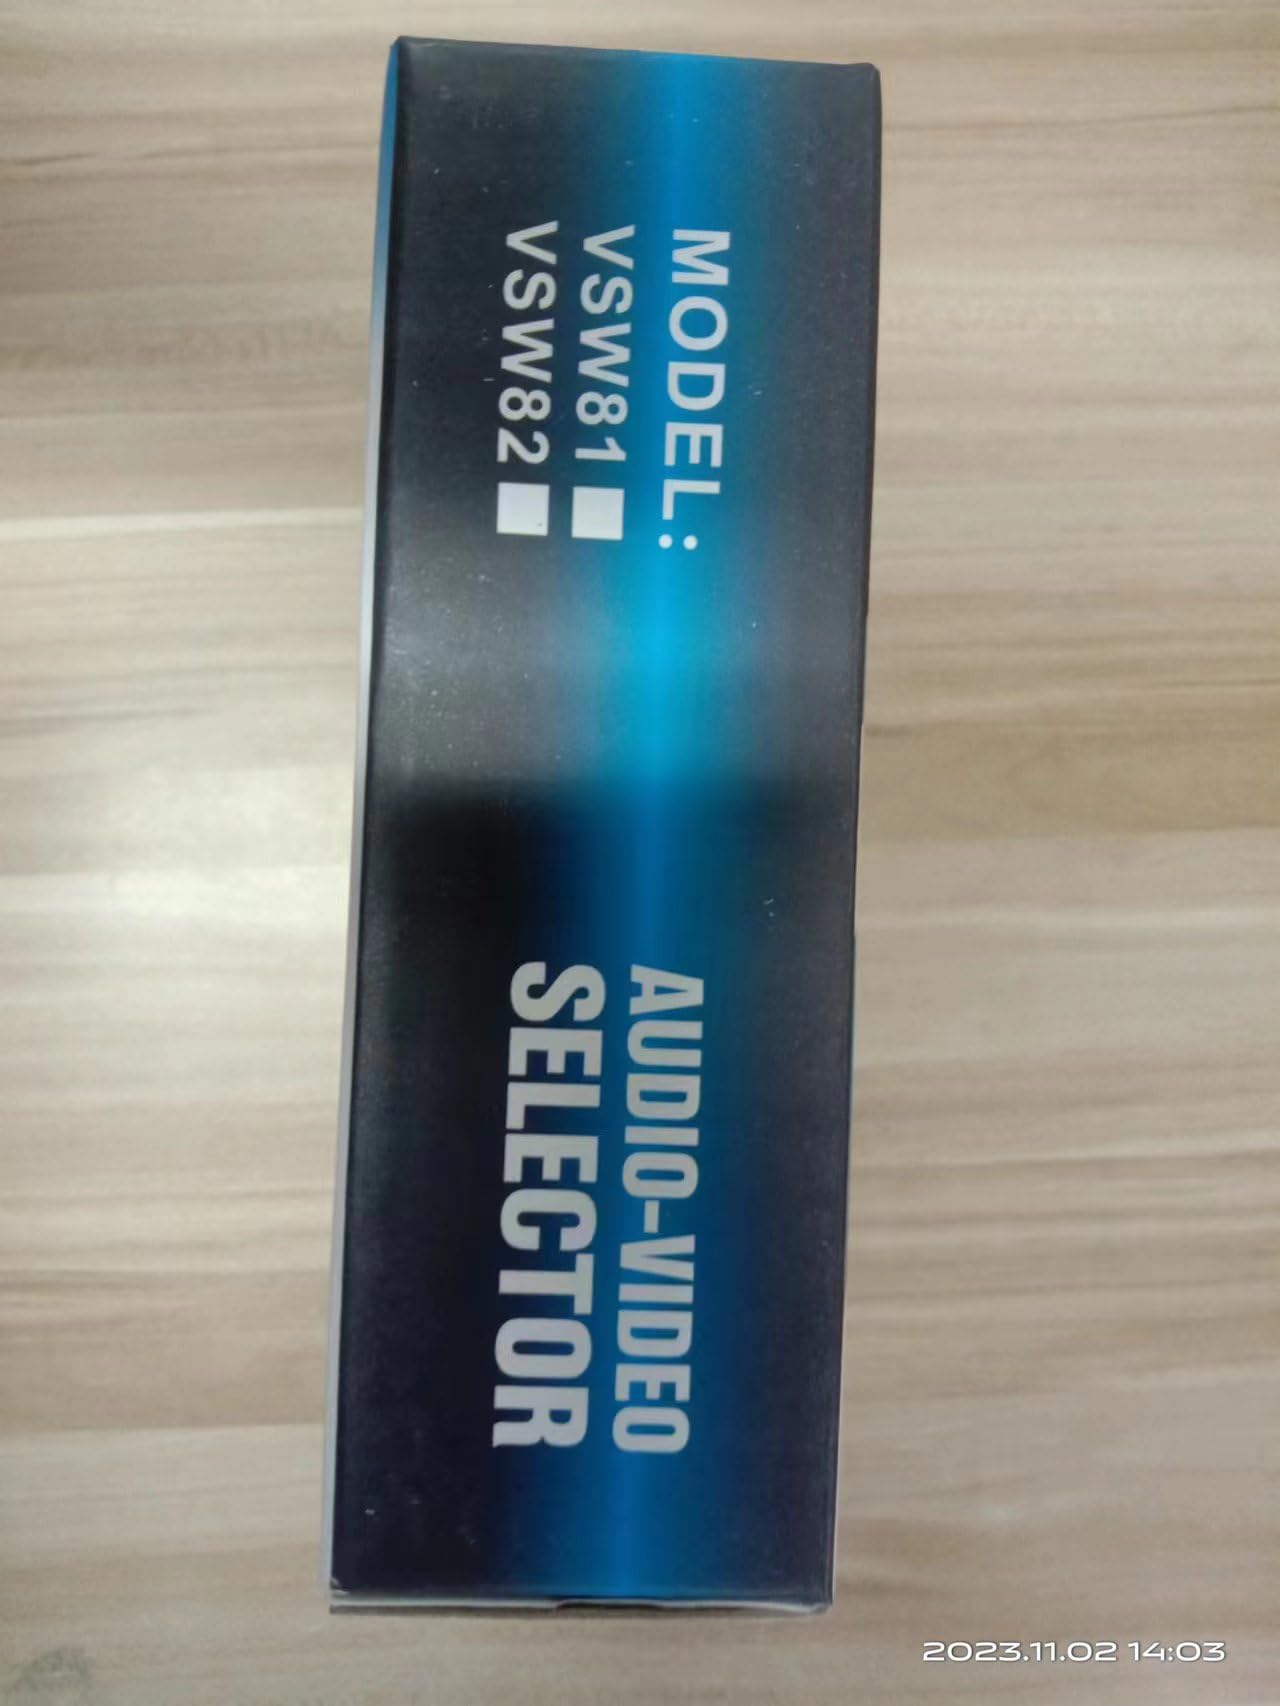 MODEL:
VSW81
VSW82
AUDIO-VIDEO
SELECTOR
2023.11.02 14:03